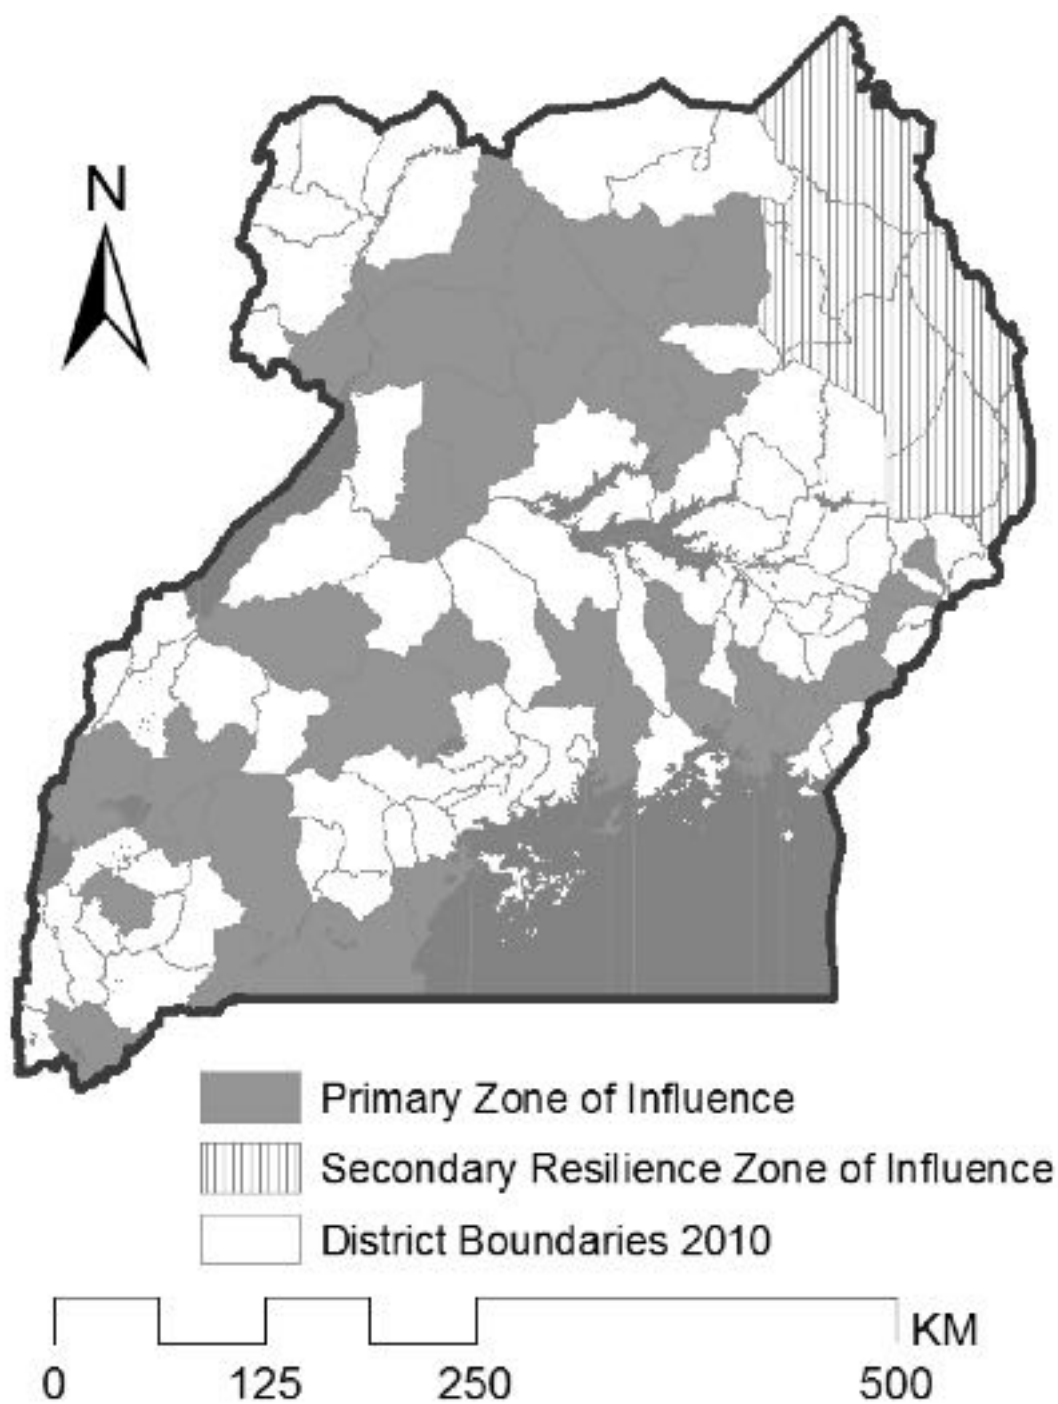 N
Primary Zone of Influence
Secondary Resilience Zone of Influence
District Boundaries 2010
KM
0 125 250 500